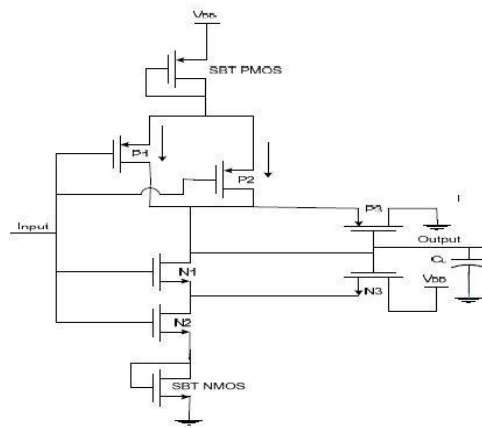 VDD
SBT PMOS
P1
P2
P3
I
Input
Output
CL
N1
VDD
N3
N2
SBT NMOS